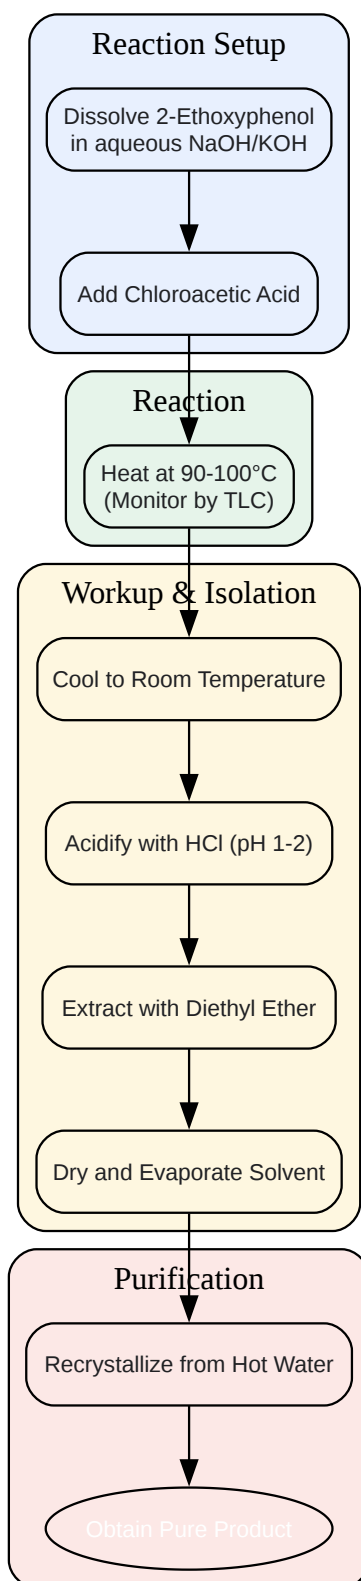 Reaction Setup
Dissolve 2-Ethoxyphenol
in aqueous NaOH/KOH
Add Chloroacetic Acid
Reaction
Heat at 90-100°C
(Monitor by TLC)
Workup & Isolation
Cool to Room Temperature
Acidify with HCl (pH 1-2)
Extract with Diethyl Ether
Dry and Evaporate Solvent
Purification
Recrystallize from Hot Water
Obtain Pure Product